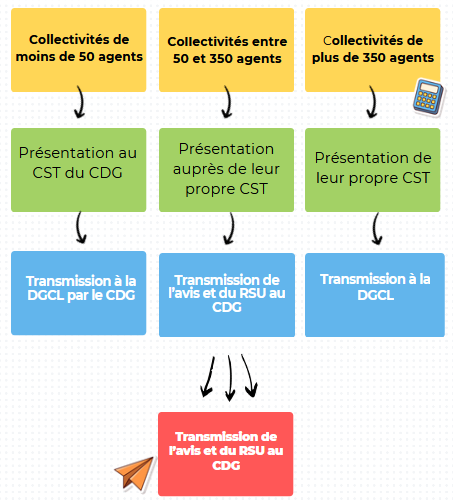 Collectivités de
moins de 50 agents
Collectivités entre
50 et 350 agents
Collectivités de
plus de 350 agents
Présentation au
CST du CDG
Présentation
auprès de leur
propre CST
Présentation de
leur propre CST
Transmission à la
DGCL par le CDG
Transmission de
l'avis et du RSU au
CDG
Transmission à la
DGCL
Transmission de
l'avis et du RSU au
CDG